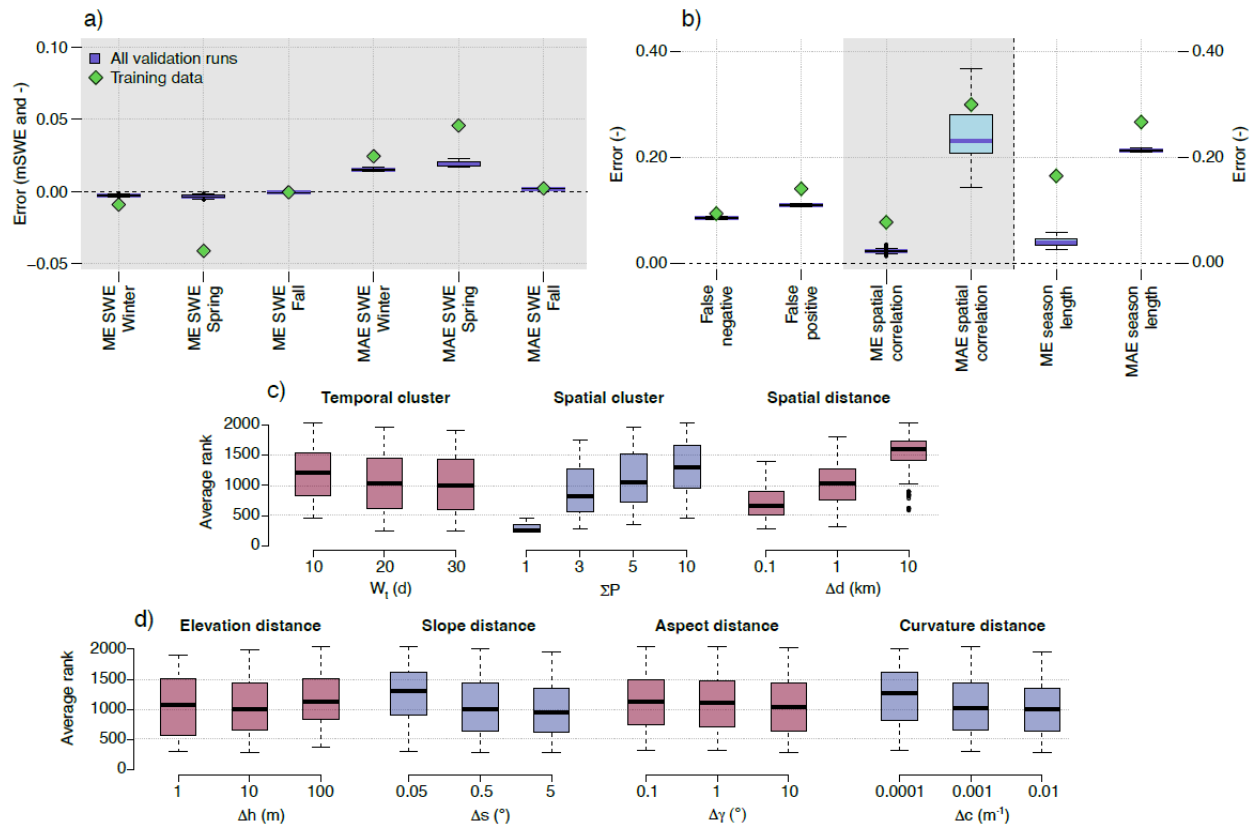 a)
0.10
0.05
0.00
−0.05
Error (mSWE and -)
All validation runs
Training data
ME SWE
Winter
ME SWE
Spring
ME SWE
Fall
MAE SWE
Winter
MAE SWE
Spring
MAE SWE
Fall
b)
0.40
0.20
0.00
Error (-)
0.40
0.20
0.00
Error (-)
False
negative
False
positive
ME spatial
correlation
MAE spatial
correlation
ME season
length
MAE season
length
c)
Temporal cluster
Spatial cluster
Spatial distance
Average rank
2000
1500
1000
500
0
10 20 30
W_t (d)
1 3 5 10
ΣP
0.1 1 10
Δd (km)
d)
Elevation distance
Slope distance
Aspect distance
Curvature distance
Average rank
2000
1500
1000
500
0
1 10 100
Δh (m)
0.05 0.5 5
Δs (°)
0.1 1 10
Δγ (°)
0.0001 0.001 0.01
Δc (m⁻¹)